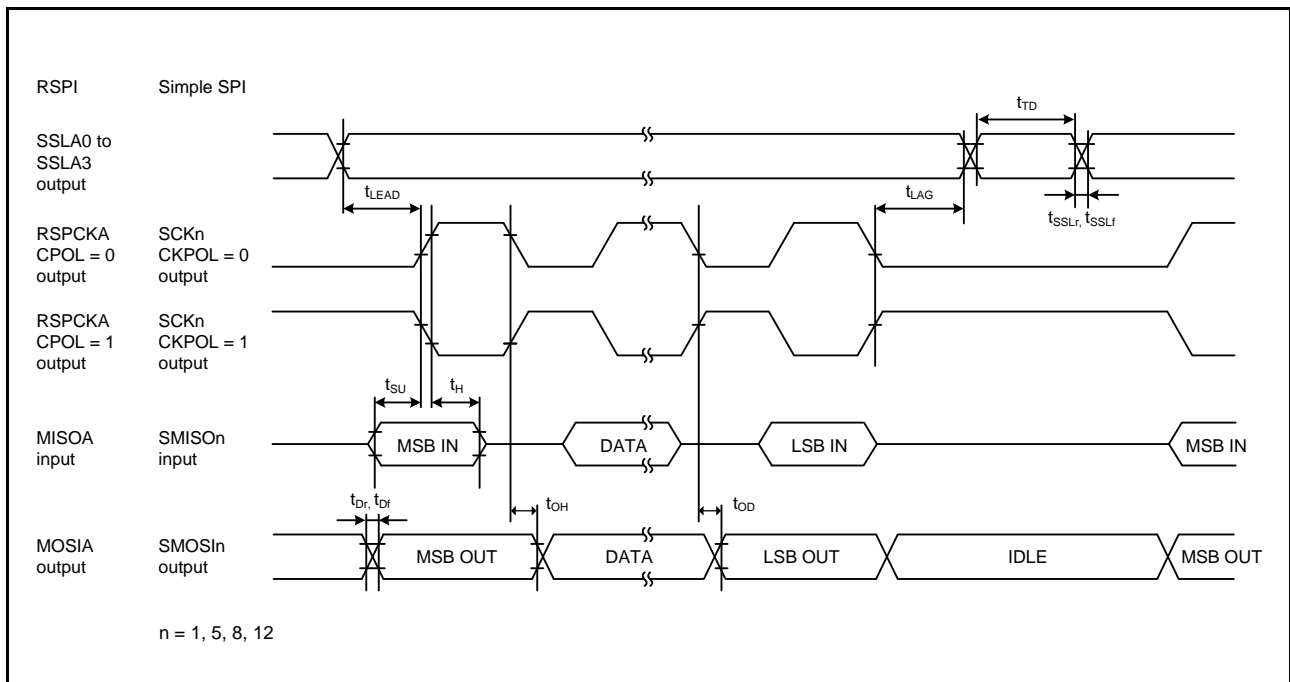 RSPI Simple SPI
tTD
SSLA0 to
SSLA3
output
tLEAD
tLAG
tSSLr, tSSLf
RSPCKA SCKn
CPOL = 0 CKPOL = 0
output output
RSPCKA SCKn
CPOL = 1 CKPOL = 1
output output
tSU tH
MISOA SMISOn
input input
MSB IN DATA LSB IN MSB IN
tDr, tDf
tOH
tOD
MOSIA SMOSIn
output output
MSB OUT DATA LSB OUT IDLE MSB OUT
n = 1, 5, 8, 12